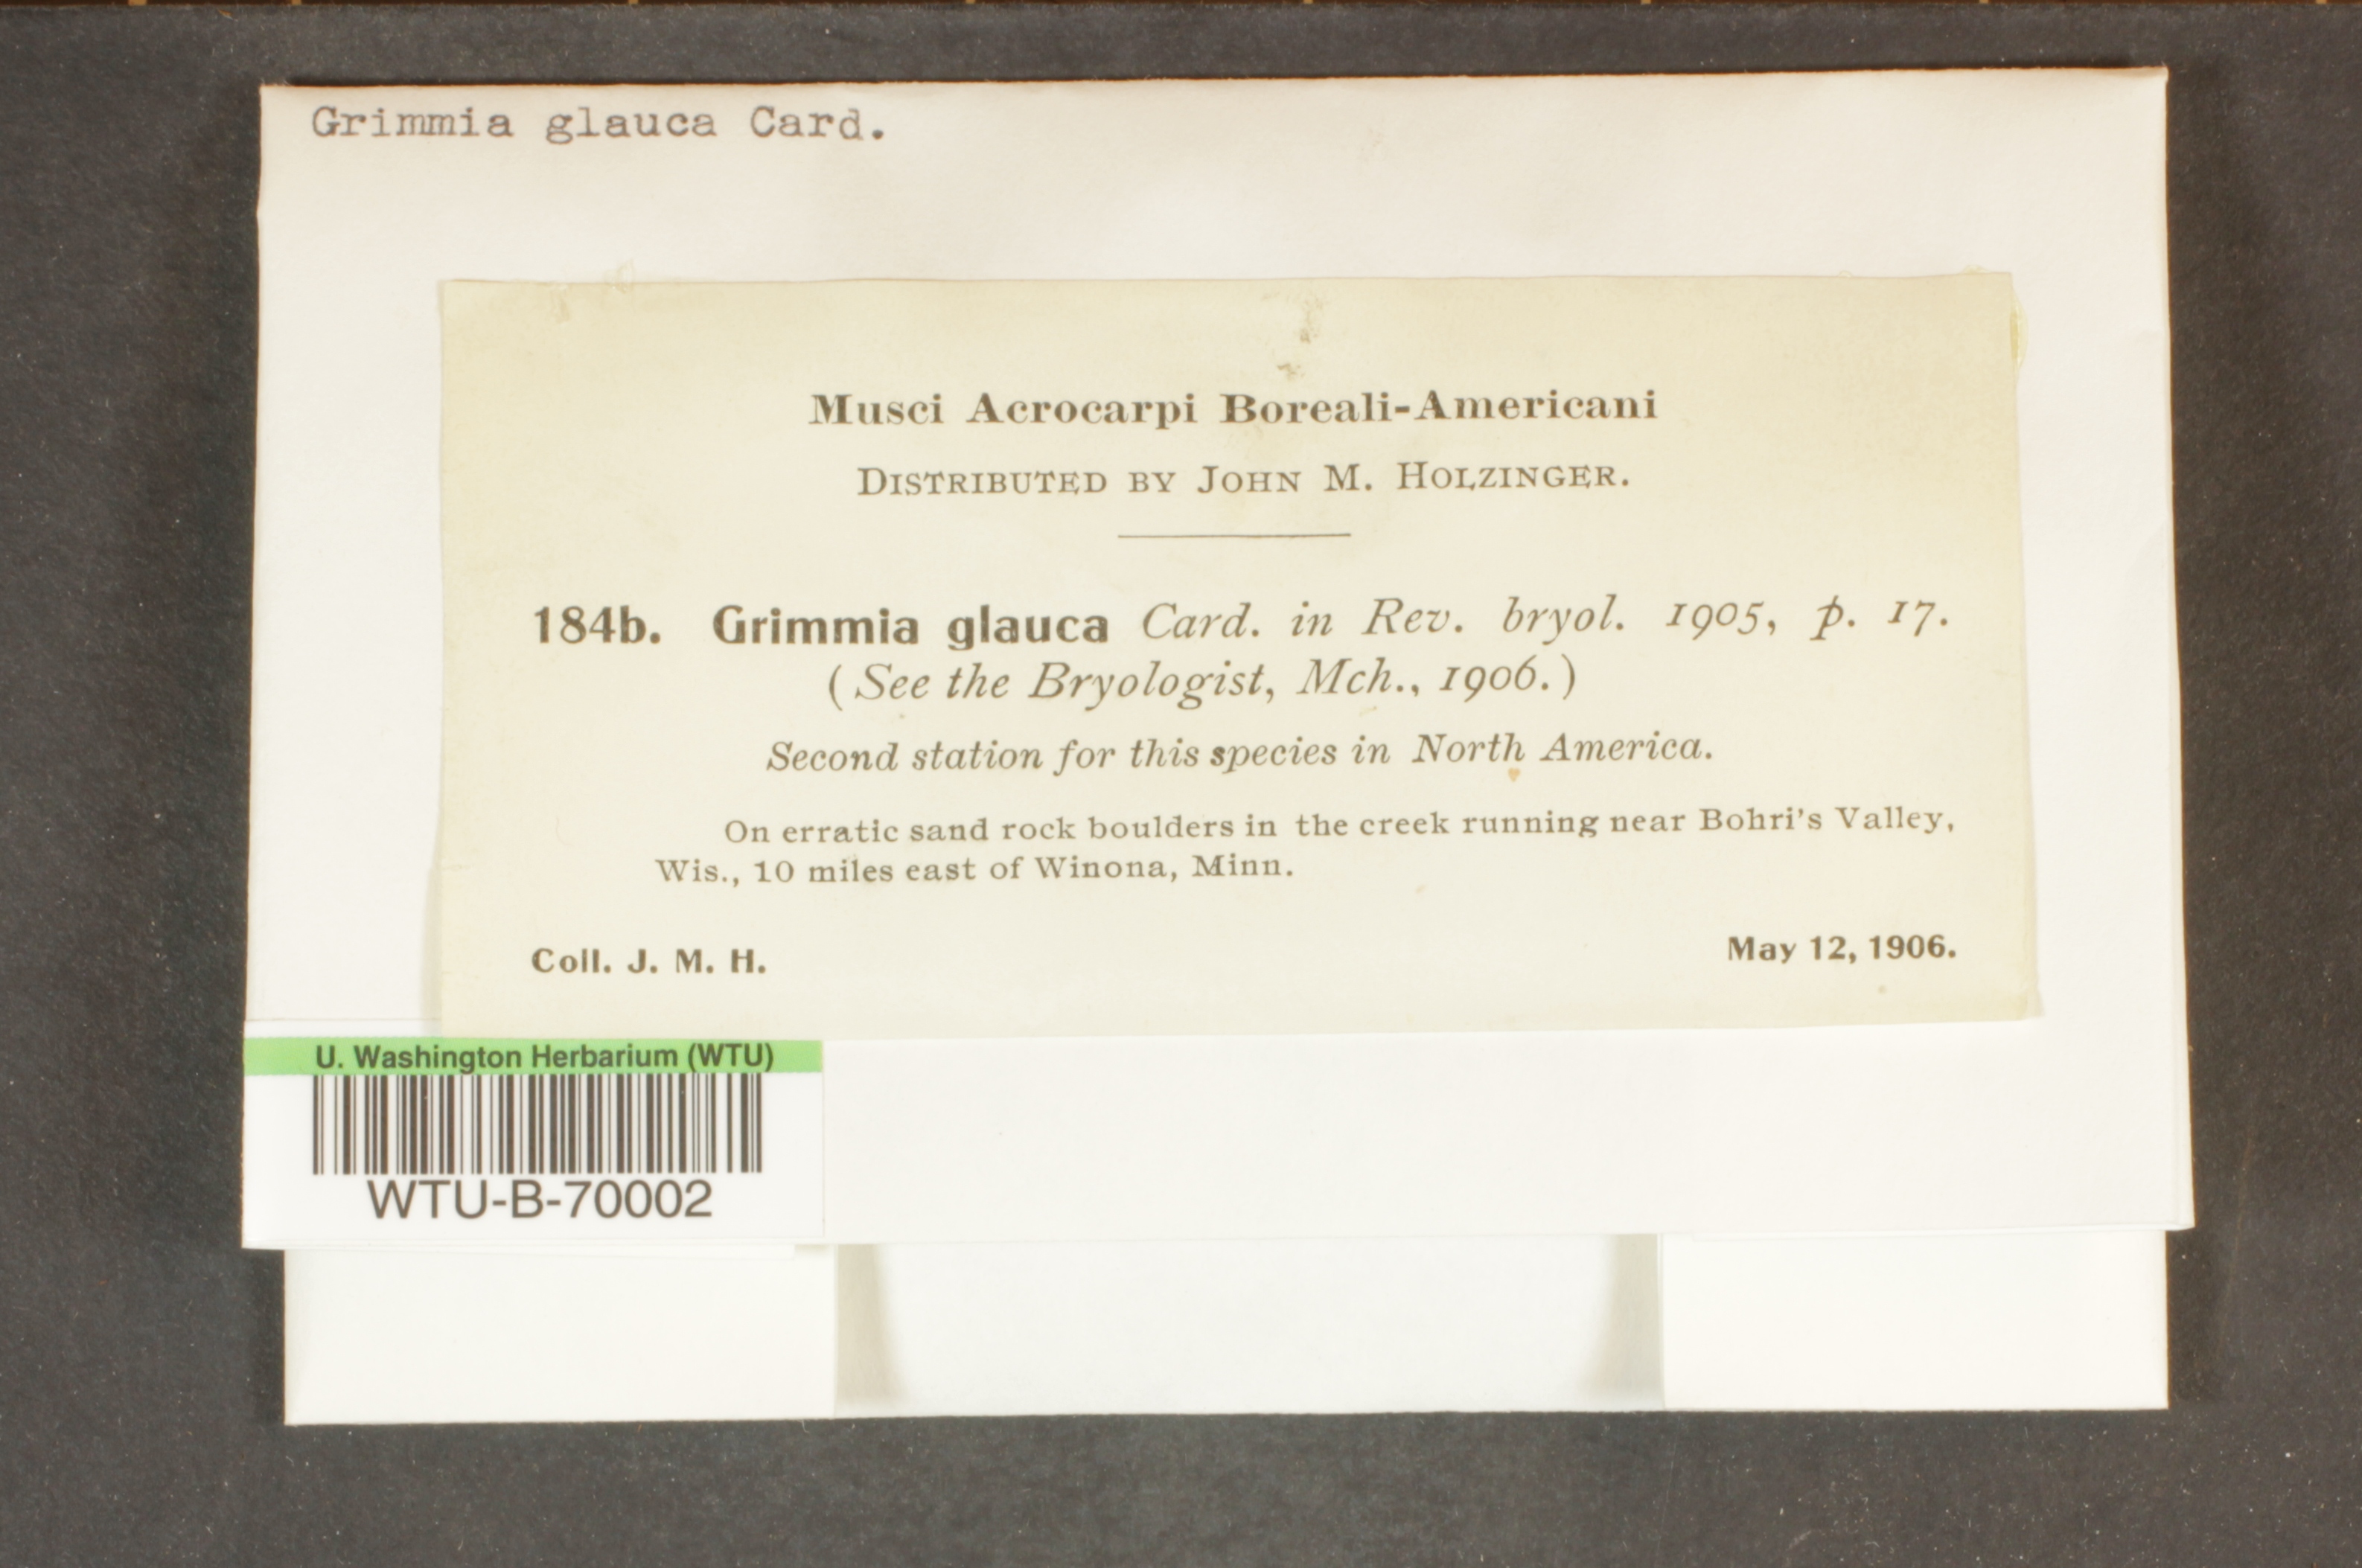 Grimmia glauca Card.
Musci Acrocarpi Boreali-Americani
DISTRIBUTED BY JOHN M. HOLZINGER.
184b. Grimmia glauca Card. in Rev. bryol. 1905, p. 17.
(See the Bryologist, Mch., 1906.)
Second station for this species in North America.
On erratic sand rock boulders in the creek running near Bohri's Valley,
Wis., 10 miles east of Winona, Minn.
Coll. J. M. H.
May 12, 1906.
U. Washington Herbarium (WTU)
WTU-B-70002